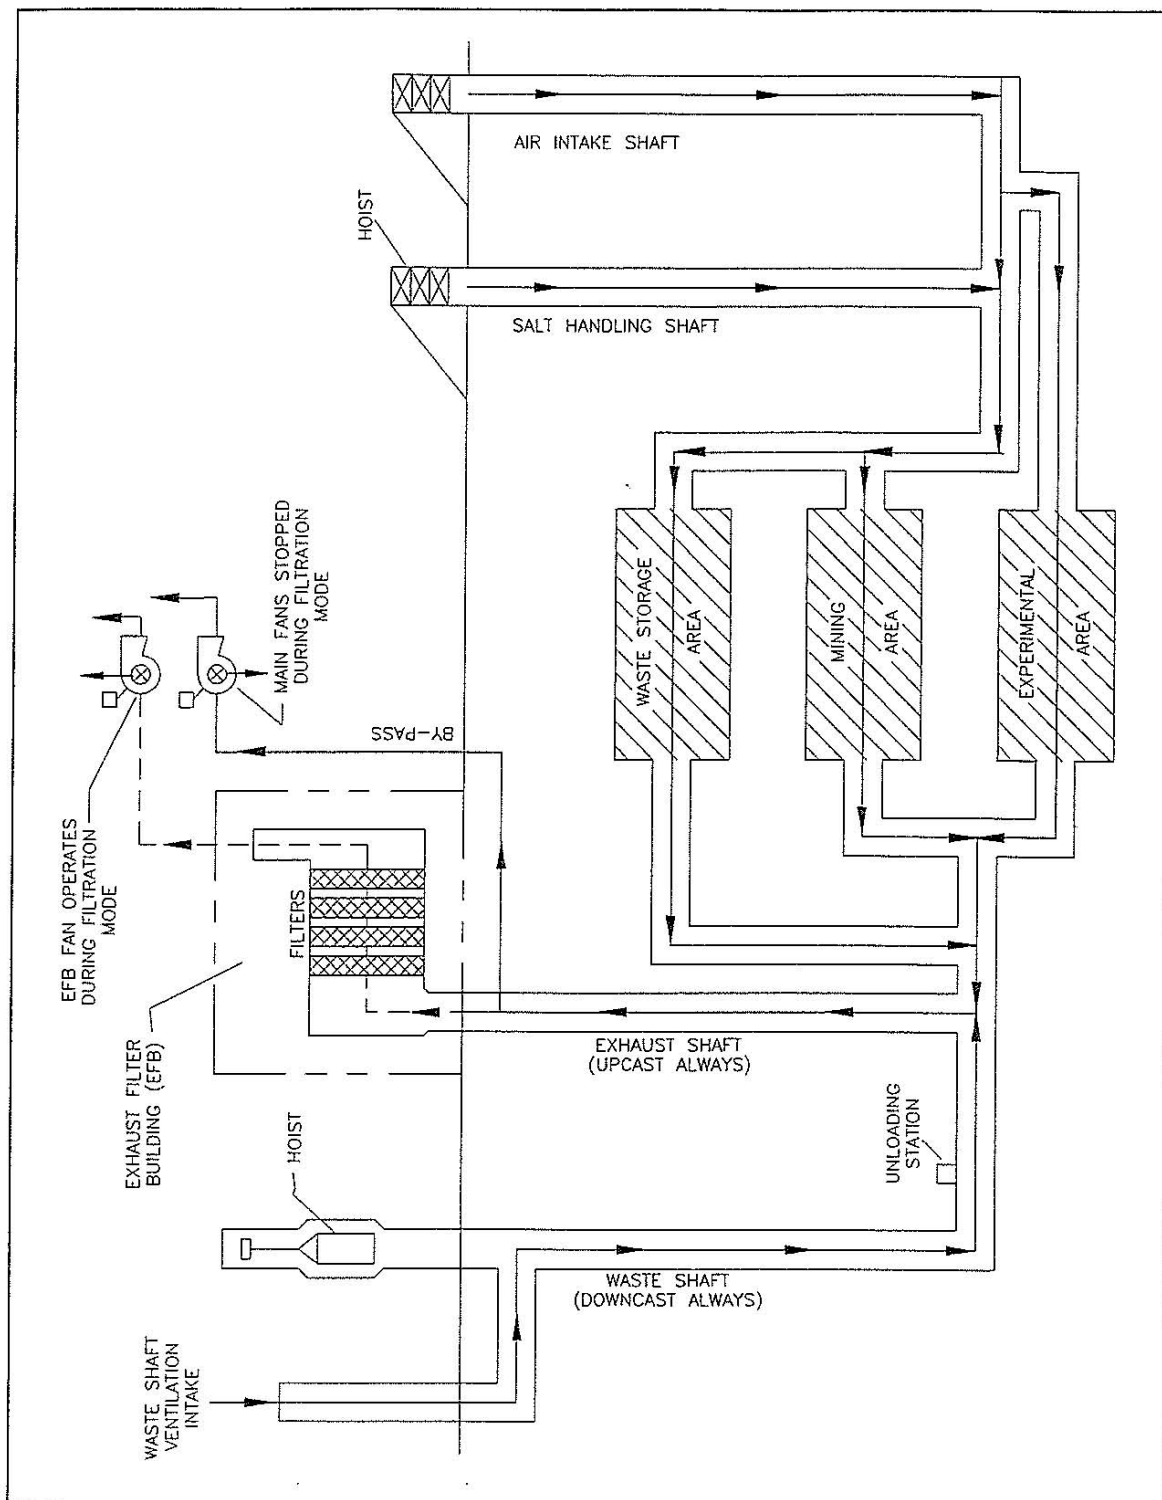 AIR INTAKE SHAFT
HOIST
SALT HANDLING SHAFT
MAIN FANS STOPPED
DURING FILTRATION
MODE
BY-PASS
WASTE STORAGE
AREA
MINING
AREA
EXPERIMENTAL
AREA
EFB FAN OPERATES
DURING FILTRATION
MODE
FILTERS
EXHAUST FILTER
BUILDING (EFB)
EXHAUST SHAFT
(UPCAST ALWAYS)
HOIST
UNLOADING
STATION
WASTE SHAFT
(DOWNCAST ALWAYS)
WASTE SHAFT
VENTILATION
INTAKE